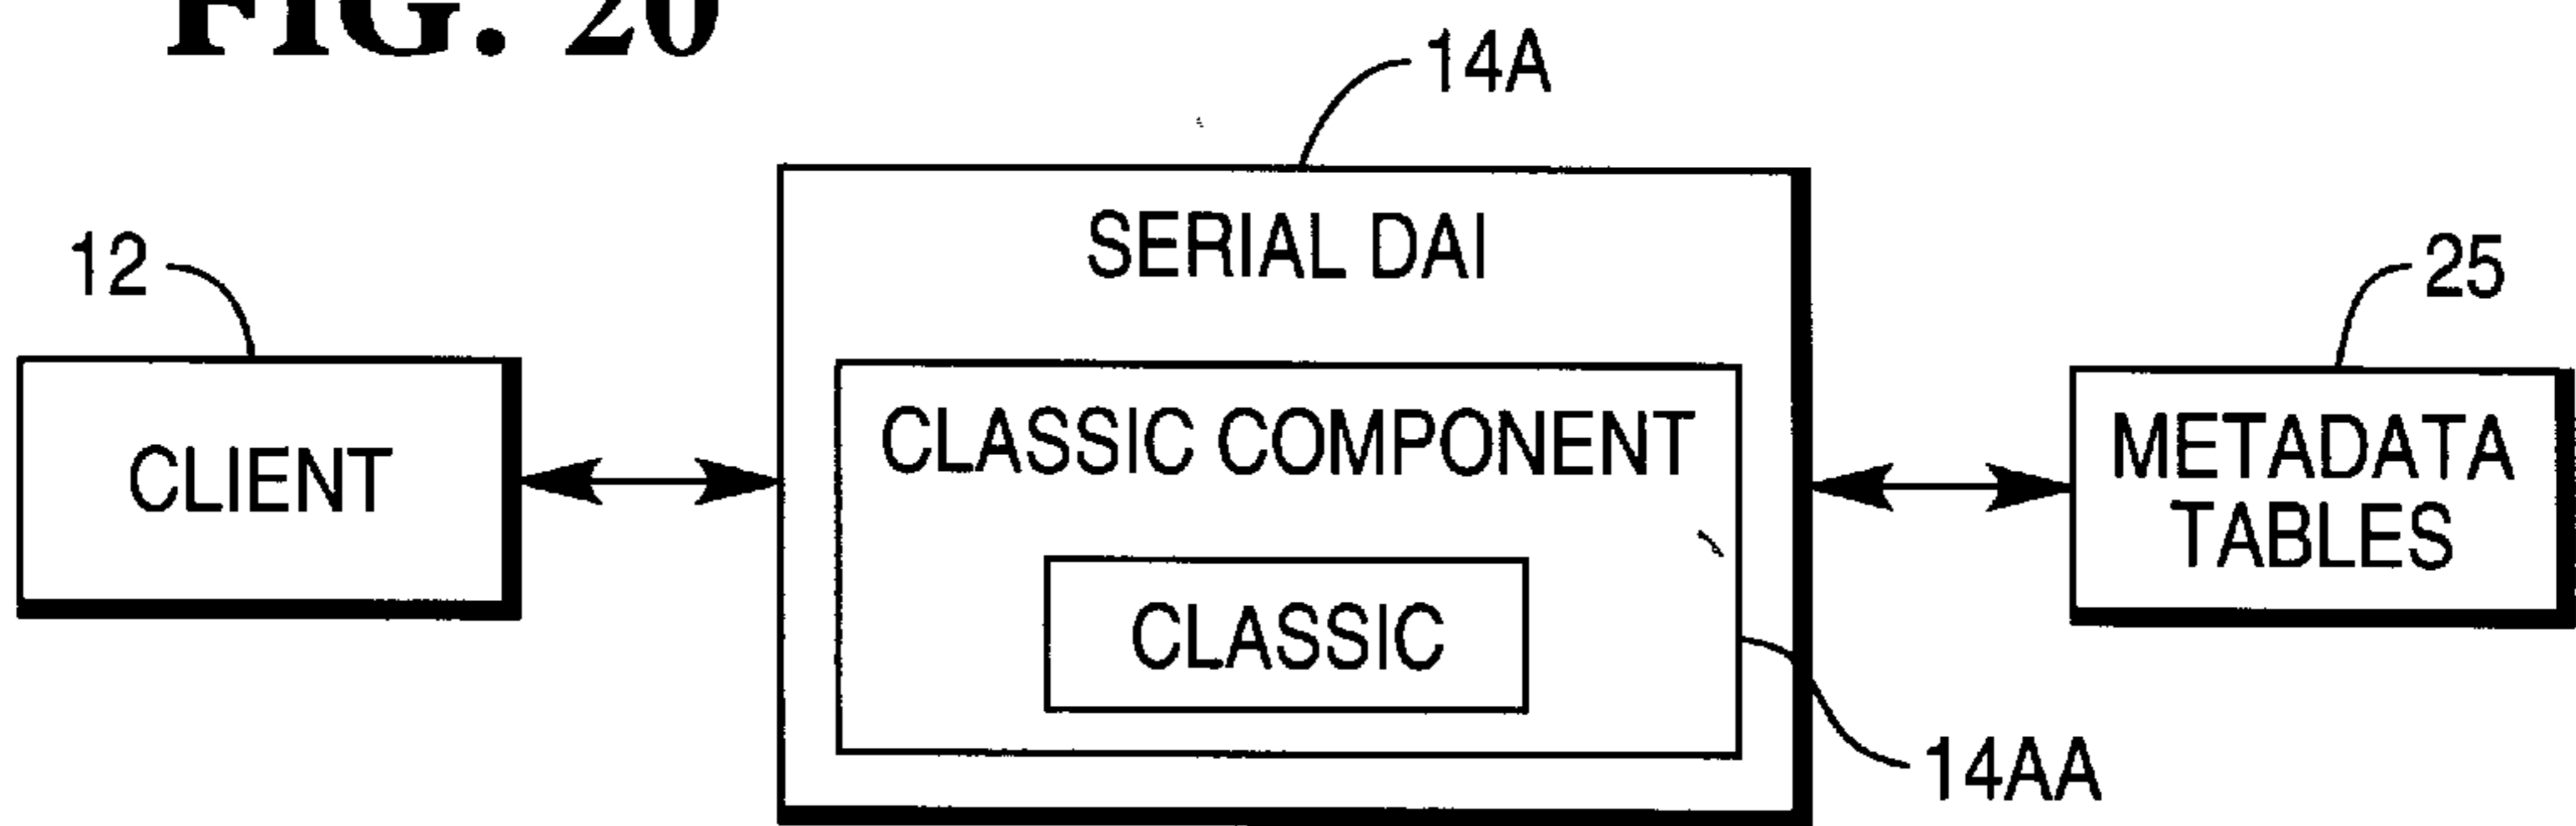 FIG. 20
14A
12
SERIAL DAI
25
CLASSIC COMPONENT
CLIENT
METADATA
TABLES
CLASSIC
14AA